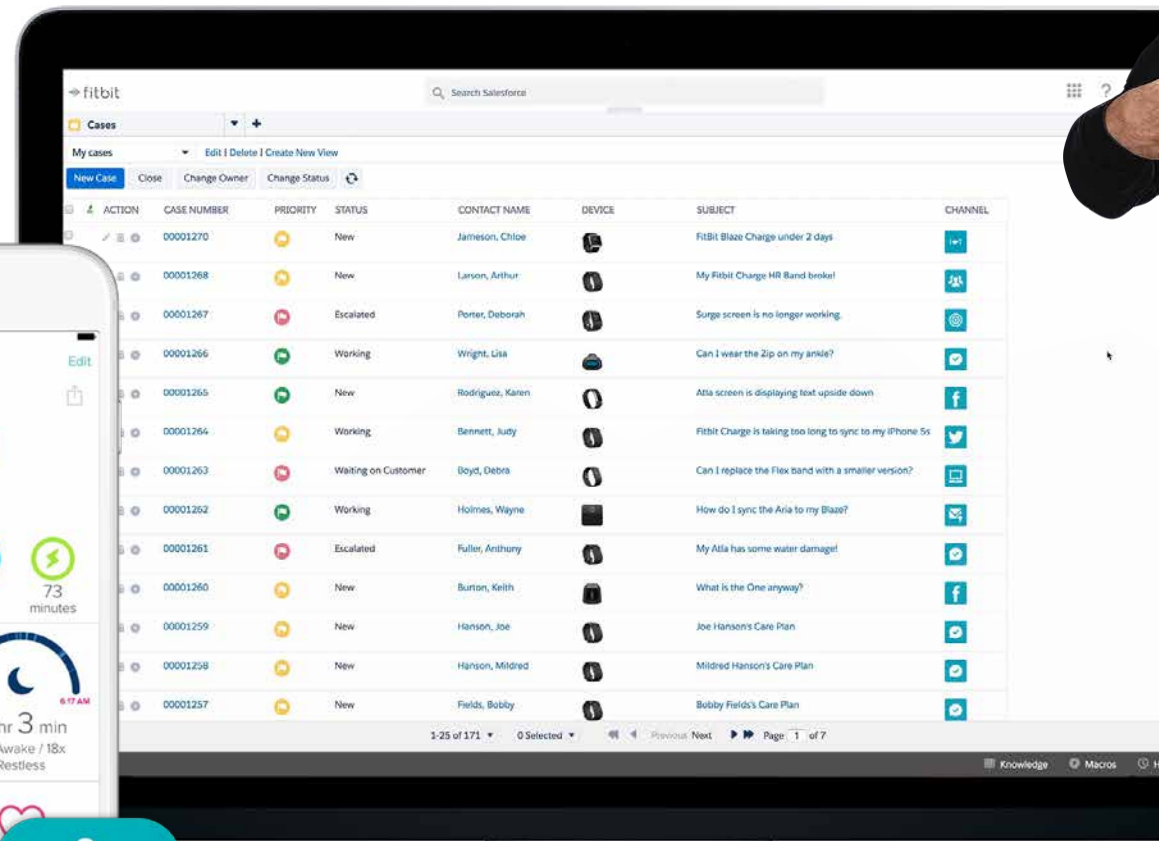 fitbit
Search Salesforce
?
Cases
My cases
Edit | Delete | Create New View
New Case Close Change Owner Change Status
ACTION CASE NUMBER PRIORITY STATUS CONTACT NAME DEVICE SUBJECT CHANNEL
00001270 New Jameson, Chloe FitBit Blaze Charge under 2 days
00001268 New Larson, Arthur My Fitbit Charge HR Band broke!
00001267 Escalated Porter, Deborah Surge screen is no longer working.
00001266 Working Wright, Lisa Can I wear the Zip on my ankle?
00001265 New Rodriguez, Karen Atla screen is displaying text upside down
00001264 Working Bennett, Judy Fitbit Charge is taking too long to sync to my iPhone 5s
00001263 Waiting on Customer Boyd, Debra Can I replace the Flex band with a smaller version?
00001262 Working Holmes, Wayne How do I sync the Aria to my Blaze?
00001261 Escalated Fuller, Anthony My Atla has some water damage!
00001260 New Burton, Keith What is the One anyway?
00001259 New Hanson, Joe Joe Hanson's Care Plan
00001258 New Hanson, Mildred Mildred Hanson's Care Plan
00001257 New Fields, Bobby Bobby Fields's Care Plan
1-25 of 171 0 Selected Previous Next Page 1 of 7
Knowledge Macros H
Edit
73
minutes
6:17 AM
hr 3 min
Awake / 18x
Restless